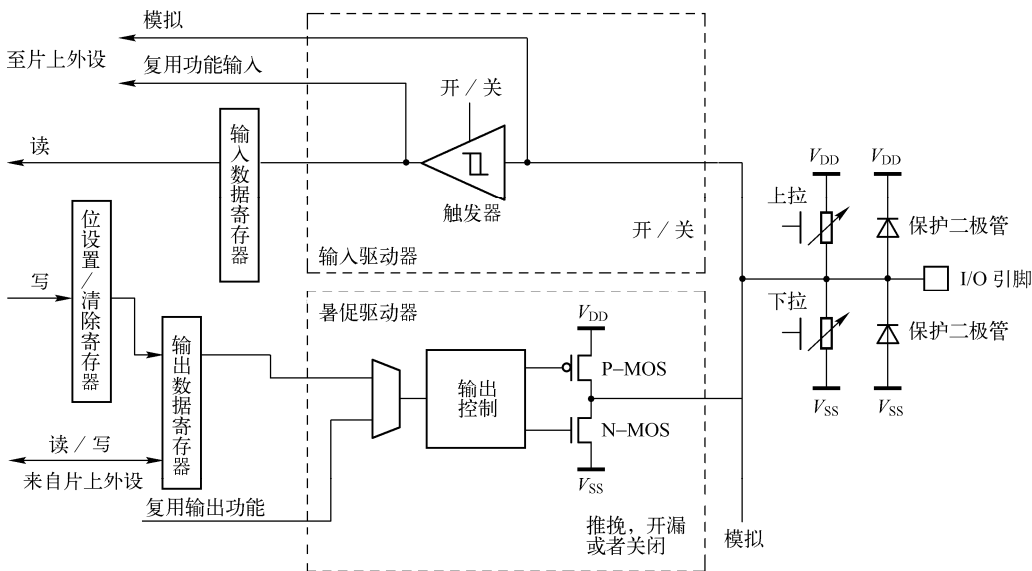 模拟
至片上外设
复用功能输入
开/关
读
输入数据寄存器
触发器
开/关
输入驱动器
V_DD
V_DD
上拉
保护二极管
I/O 引脚
下拉
保护二极管
V_SS
V_SS
位设置/清除寄存器
写
输出数据寄存器
读/写
来自片上外设
复用输出功能
暑促驱动器
V_DD
P-MOS
输出
控制
N-MOS
V_SS
推挽，开漏
或者关闭
模拟